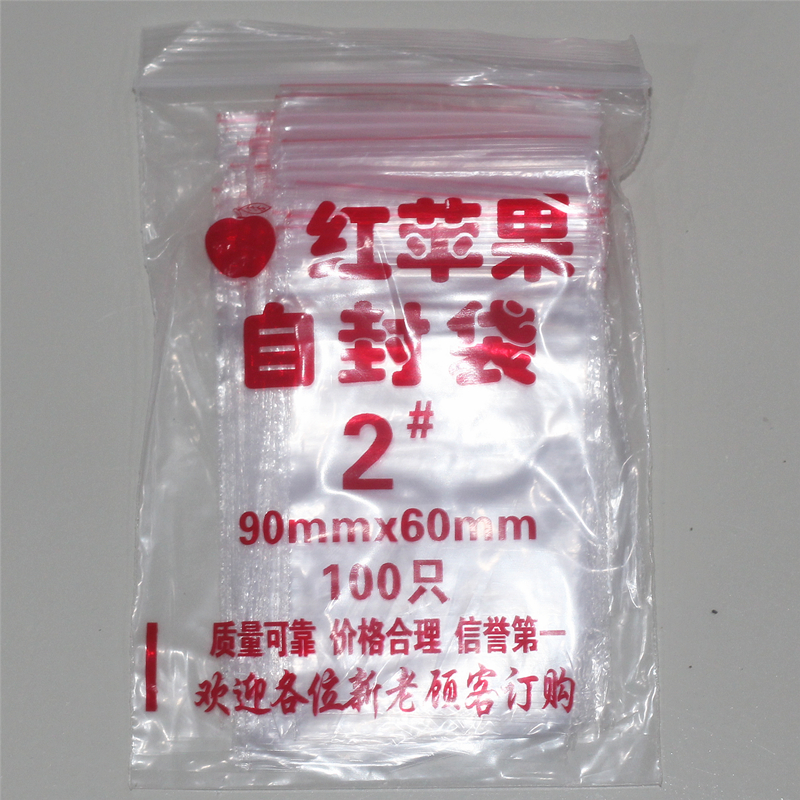 红苹果
自封袋
2#
90mmx60mm
100只
质量可靠 价格合理 信誉第一
欢迎各位新老顾客订购